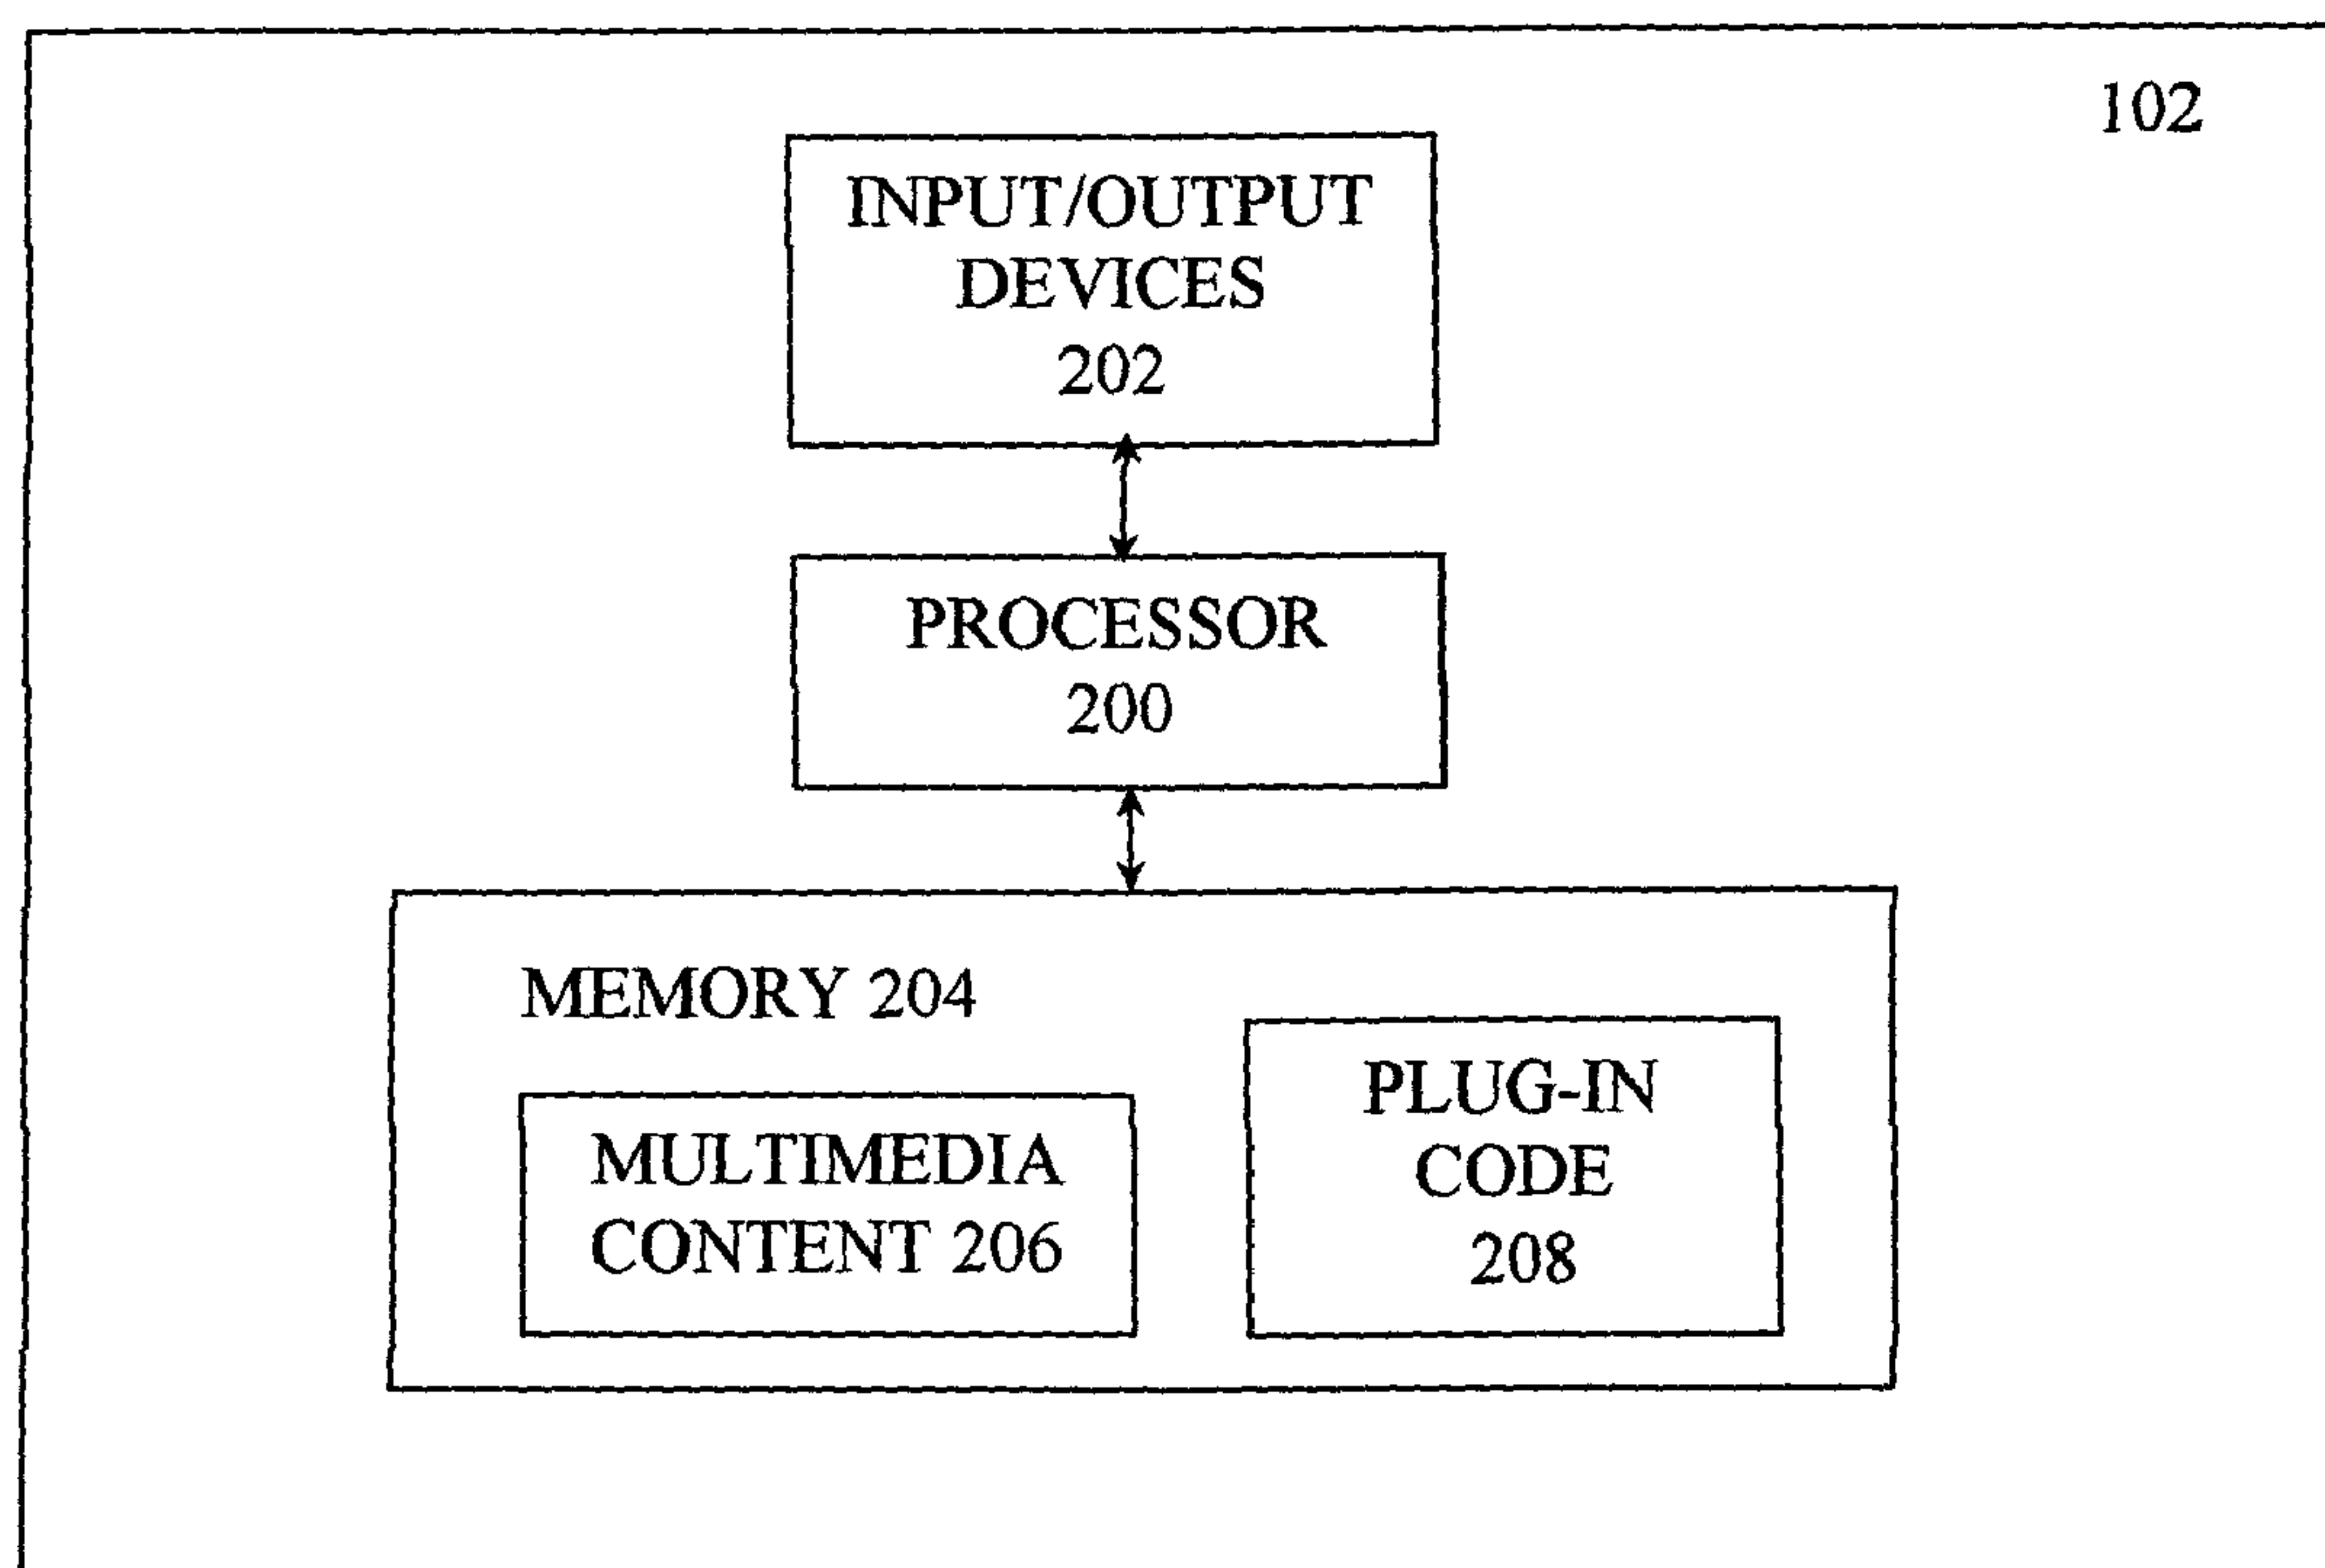 102
INPUT/OUTPUT
DEVICES
202
PROCESSOR
200
MEMORY 204
MULTIMEDIA
CONTENT 206
PLUG-IN
CODE
208